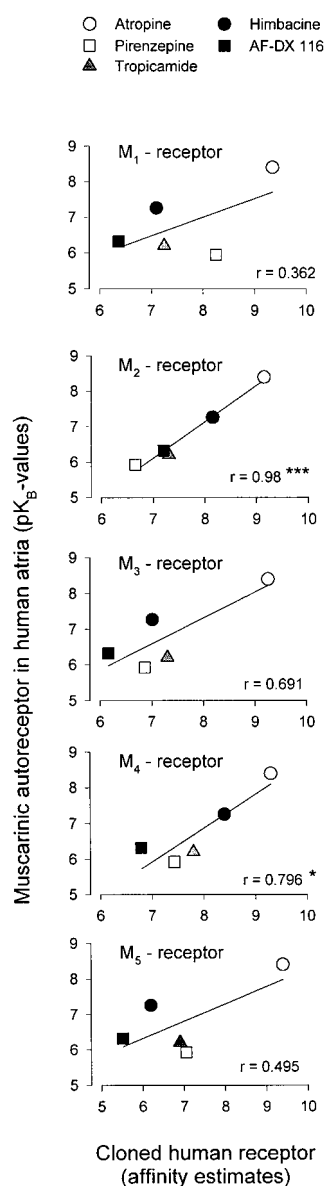 Atropine
Himbacine
Pirenzepine
AF-DX 116
Tropicamide
Muscarinic autoreceptor in human atria (pKB-values)
M1 - receptor
9
8
7
6
5
r = 0.362
6 7 8 9 10
M2 - receptor
9
8
7
6
5
r = 0.98 ***
7 8 9 10
M3 - receptor
9
8
7
6
5
r = 0.691
6 7 8 9 10
M4 - receptor
9
8
7
6
5
r = 0.796 *
6 7 8 9 10
M5 - receptor
9
8
7
6
5
r = 0.495
5 6 7 8 9 10
Cloned human receptor
(affinity estimates)